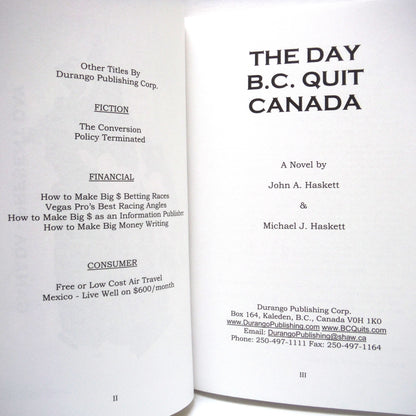 Other Titles By
Durango Publishing Corp.
FICTION
The Conversion
Policy Terminated
FINANCIAL
How to Make Big $ Betting Races
Vegas Pro's Best Racing Angles
How to Make Big $ as an Information Publisher
How to Make Big Money Writing
CONSUMER
Free or Low Cost Air Travel
Mexico - Live Well on $600/month
II
THE DAY
B.C. QUIT
CANADA
A Novel by
John A. Haskett
&
Michael J. Haskett
Durango Publishing Corp.
Box 164, Kaleden, B.C., Canada V0H 1K0
www.DurangoPublishing.com www.BCQuits.com
Email: DurangoPublishing@shaw.ca
Phone: 250-497-1111 Fax: 250-497-1164
III